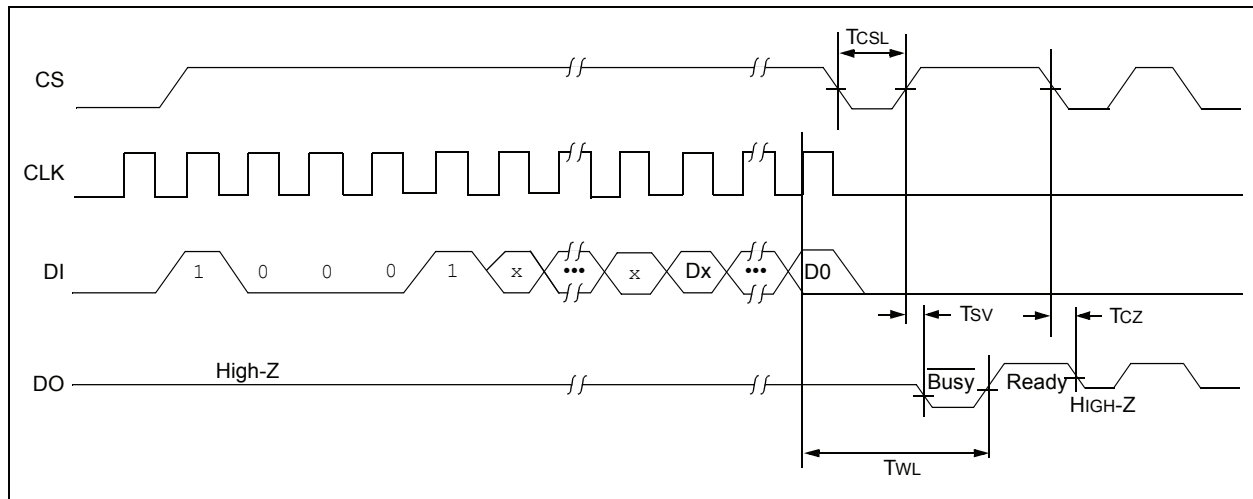 TCSL
CS
CLK
DI
1 0 0 0 1 x ••• x Dx ••• D0
TSV
TCZ
High-Z
DO
Busy
Ready
HIGH-Z
TWL